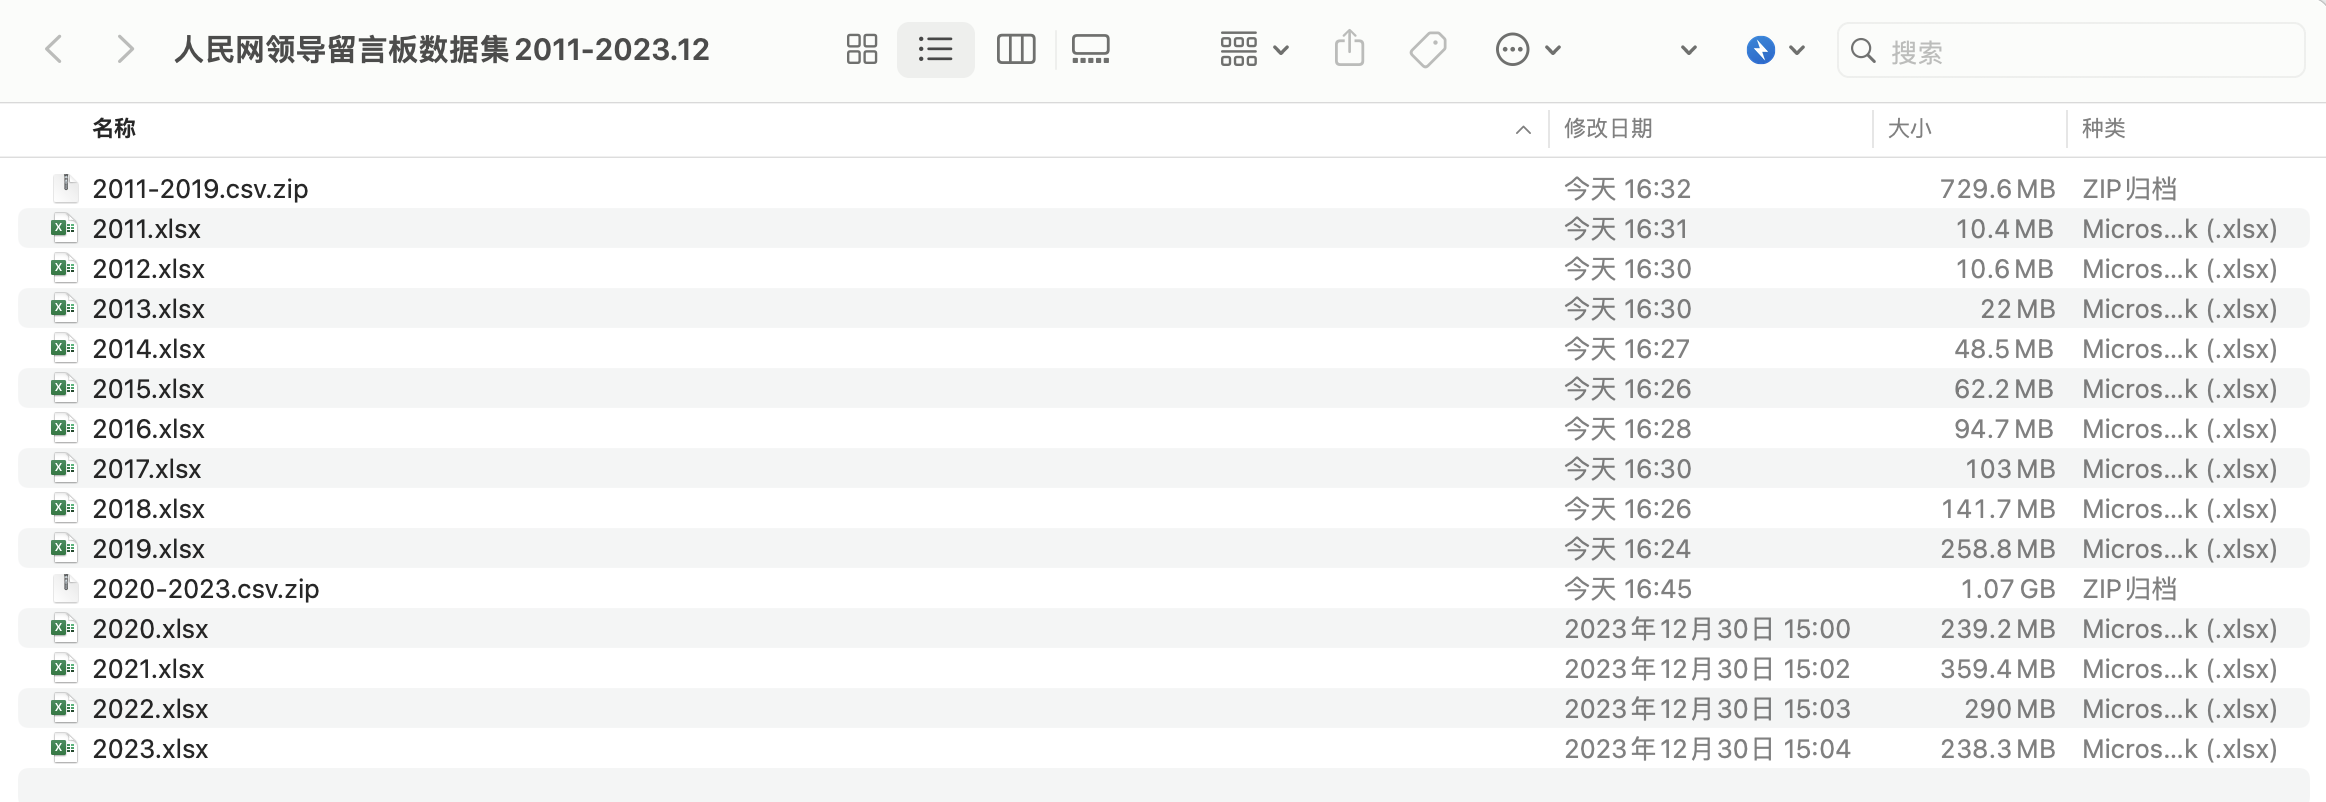 人民网领导留言板数据集2011-2023.12
搜索
名称 修改日期 大小 种类
2011-2019.csv.zip 今天 16:32 729.6 MB ZIP归档
2011.xlsx 今天 16:31 10.4 MB Micros...k (.xlsx)
2012.xlsx 今天 16:30 10.6 MB Micros...k (.xlsx)
2013.xlsx 今天 16:30 22 MB Micros...k (.xlsx)
2014.xlsx 今天 16:27 48.5 MB Micros...k (.xlsx)
2015.xlsx 今天 16:26 62.2 MB Micros...k (.xlsx)
2016.xlsx 今天 16:28 94.7 MB Micros...k (.xlsx)
2017.xlsx 今天 16:30 103 MB Micros...k (.xlsx)
2018.xlsx 今天 16:26 141.7 MB Micros...k (.xlsx)
2019.xlsx 今天 16:24 258.8 MB Micros...k (.xlsx)
2020-2023.csv.zip 今天 16:45 1.07 GB ZIP归档
2020.xlsx 2023年12月30日 15:00 239.2 MB Micros...k (.xlsx)
2021.xlsx 2023年12月30日 15:02 359.4 MB Micros...k (.xlsx)
2022.xlsx 2023年12月30日 15:03 290 MB Micros...k (.xlsx)
2023.xlsx 2023年12月30日 15:04 238.3 MB Micros...k (.xlsx)